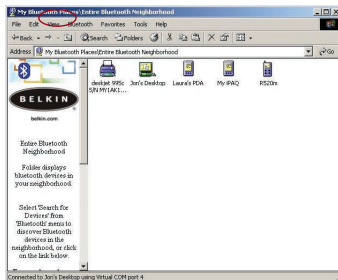 My Bluetooth Places\Entire Bluetooth Neighborhood
File Edit View Bluetooth Favorites Tools Help
Back Search Folders
Address My Bluetooth Places\Entire Bluetooth Neighborhood Go
BELKIN
belkin.com
Entire Bluetooth
Neighborhood
Folder displays
bluetooth devices in
your neighborhood.
Select 'Search for
Devices' from
'Bluetooth' menu to
discover Bluetooth
devices in the
neighborhood, or click
on the link below.
deskjet 995c
S/N MY1AK1...
Jon's Desktop
Laura's PDA
My iPAQ
R520m
Connected to Jon's Desktop using Virtual COM port 4